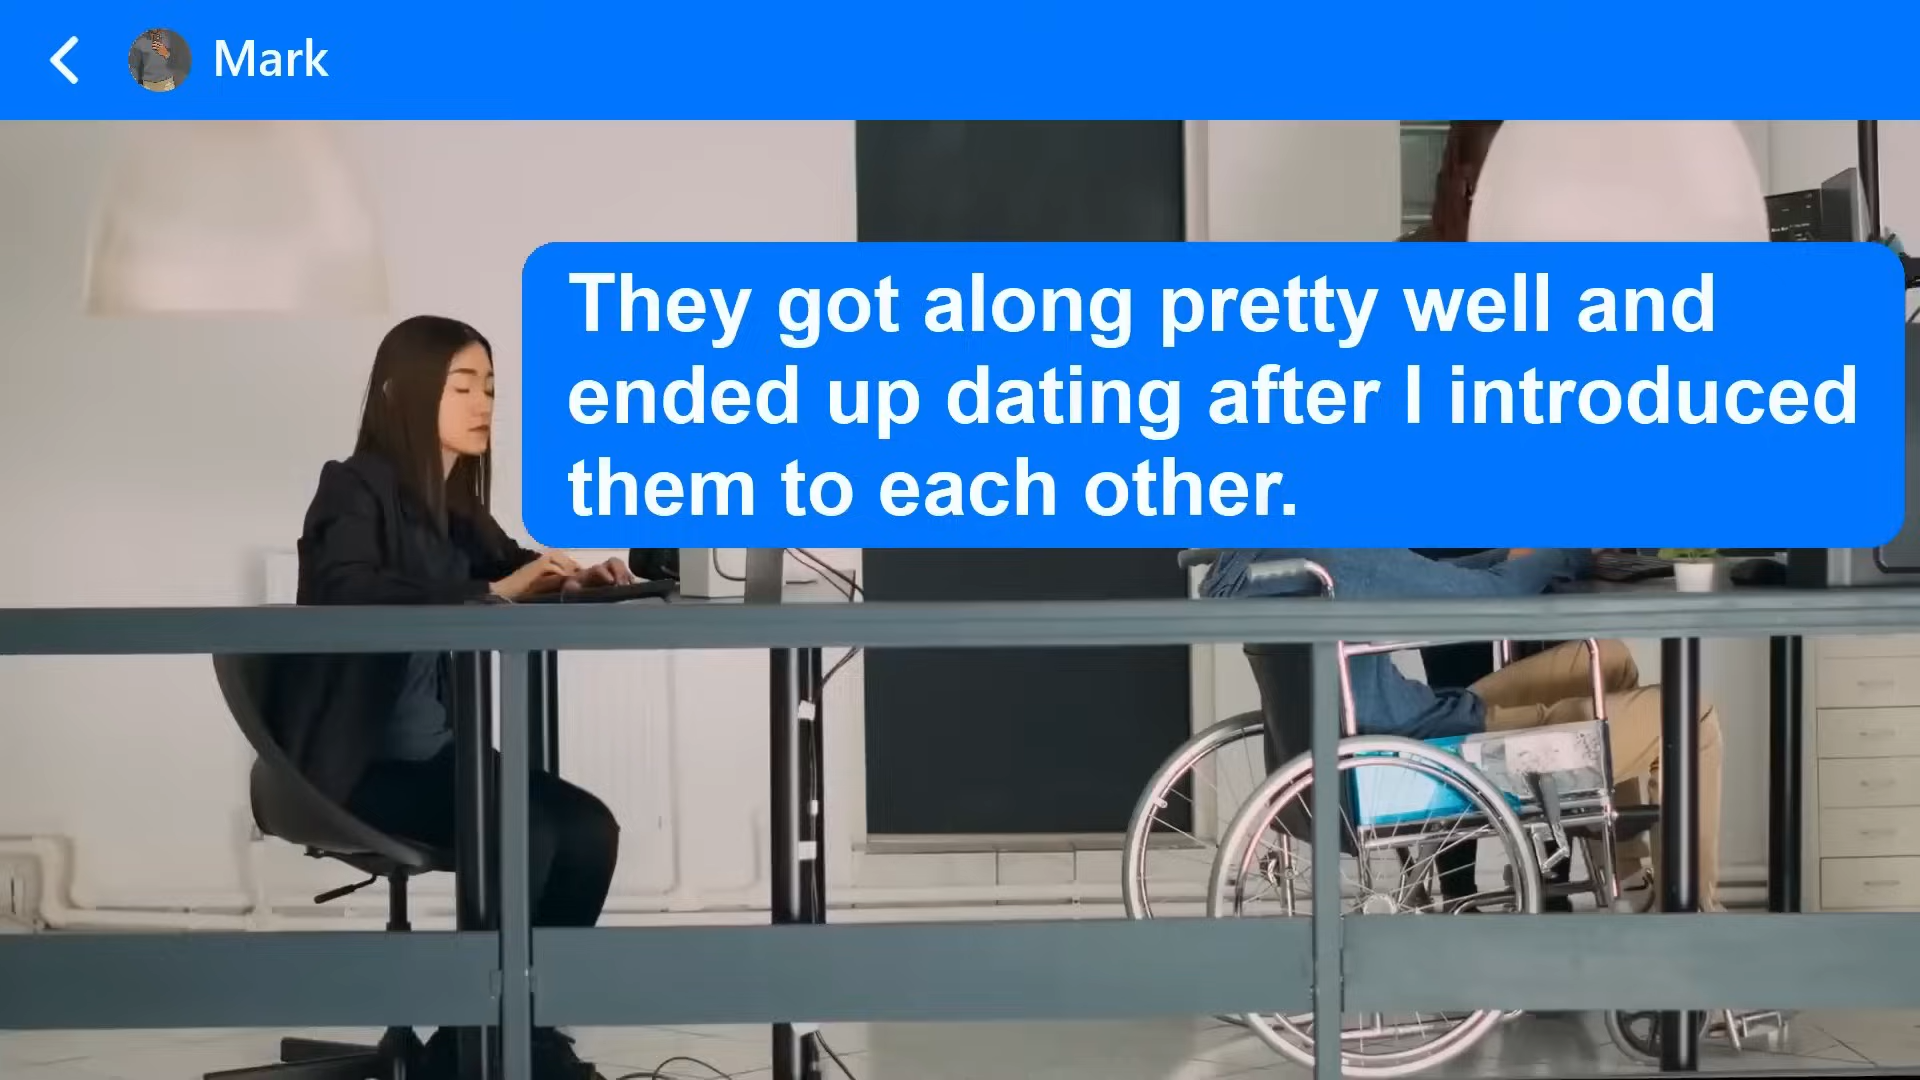 Mark
They got along pretty well and
ended up dating after I introduced
them to each other.